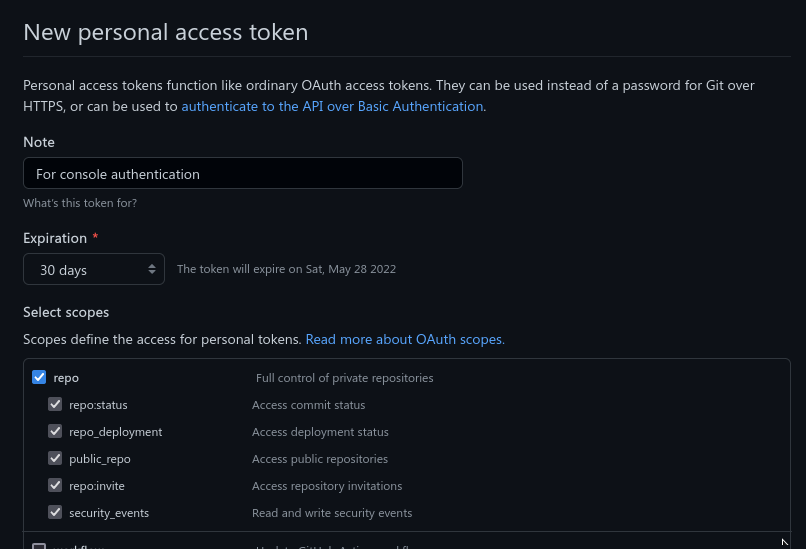 New personal access token
Personal access tokens function like ordinary OAuth access tokens. They can be used instead of a password for Git over
HTTPS, or can be used to authenticate to the API over Basic Authentication.
Note
For console authentication
What's this token for?
Expiration *
30 days The token will expire on Sat, May 28 2022
Select scopes
Scopes define the access for personal tokens. Read more about OAuth scopes.
repo Full control of private repositories
repo:status Access commit status
repo_deployment Access deployment status
public_repo Access public repositories
repo:invite Access repository invitations
security_events Read and write security events